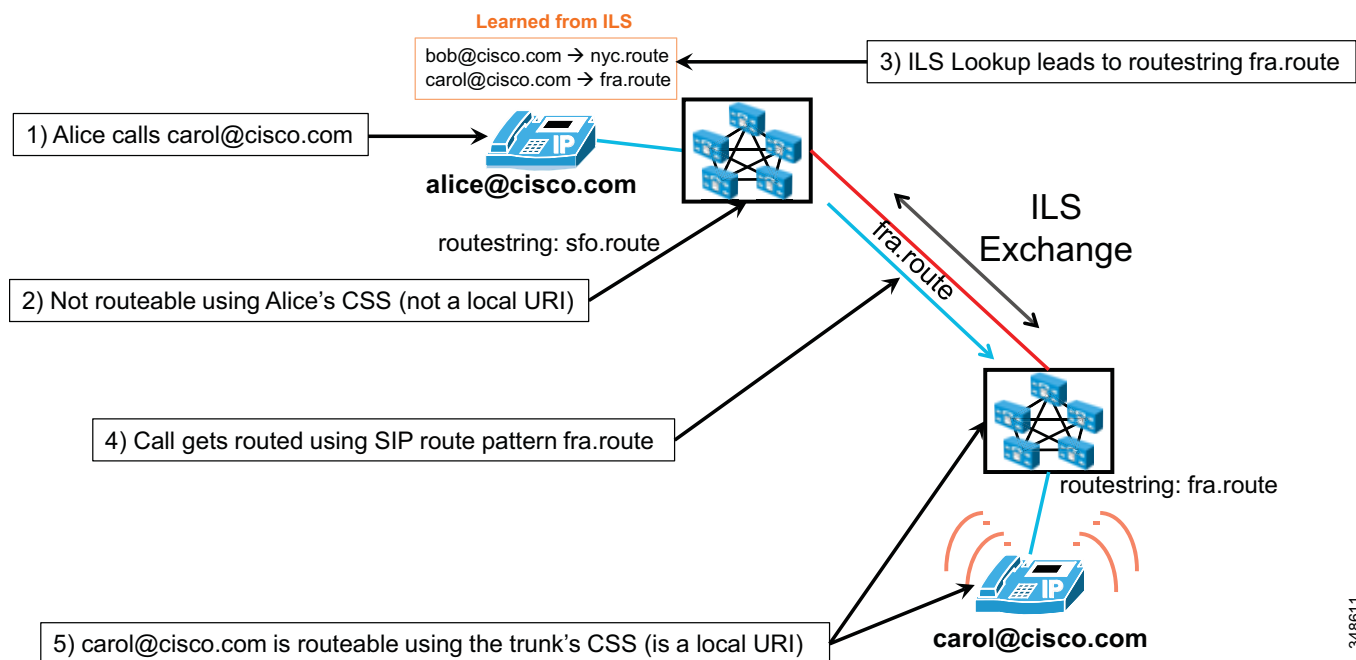 Learned from ILS
bob@cisco.com → nyc.route
carol@cisco.com → fra.route
3) ILS Lookup leads to routestring fra.route
1) Alice calls carol@cisco.com
IP
alice@cisco.com
routestring: sfo.route
ILS
Exchange
fra.route
2) Not routeable using Alice's CSS (not a local URI)
4) Call gets routed using SIP route pattern fra.route
routestring: fra.route
IP
carol@cisco.com
5) carol@cisco.com is routeable using the trunk's CSS (is a local URI)
348611